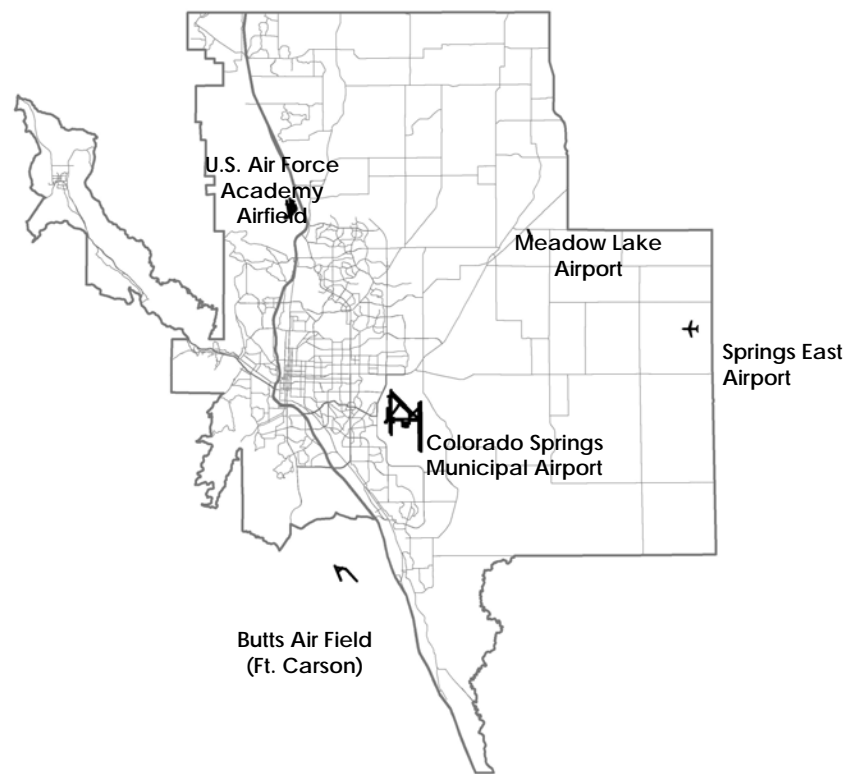 U.S. Air Force
Academy
Airfield
Meadow Lake
Airport
Springs East
Airport
Colorado Springs
Municipal Airport
Butts Air Field
(Ft. Carson)